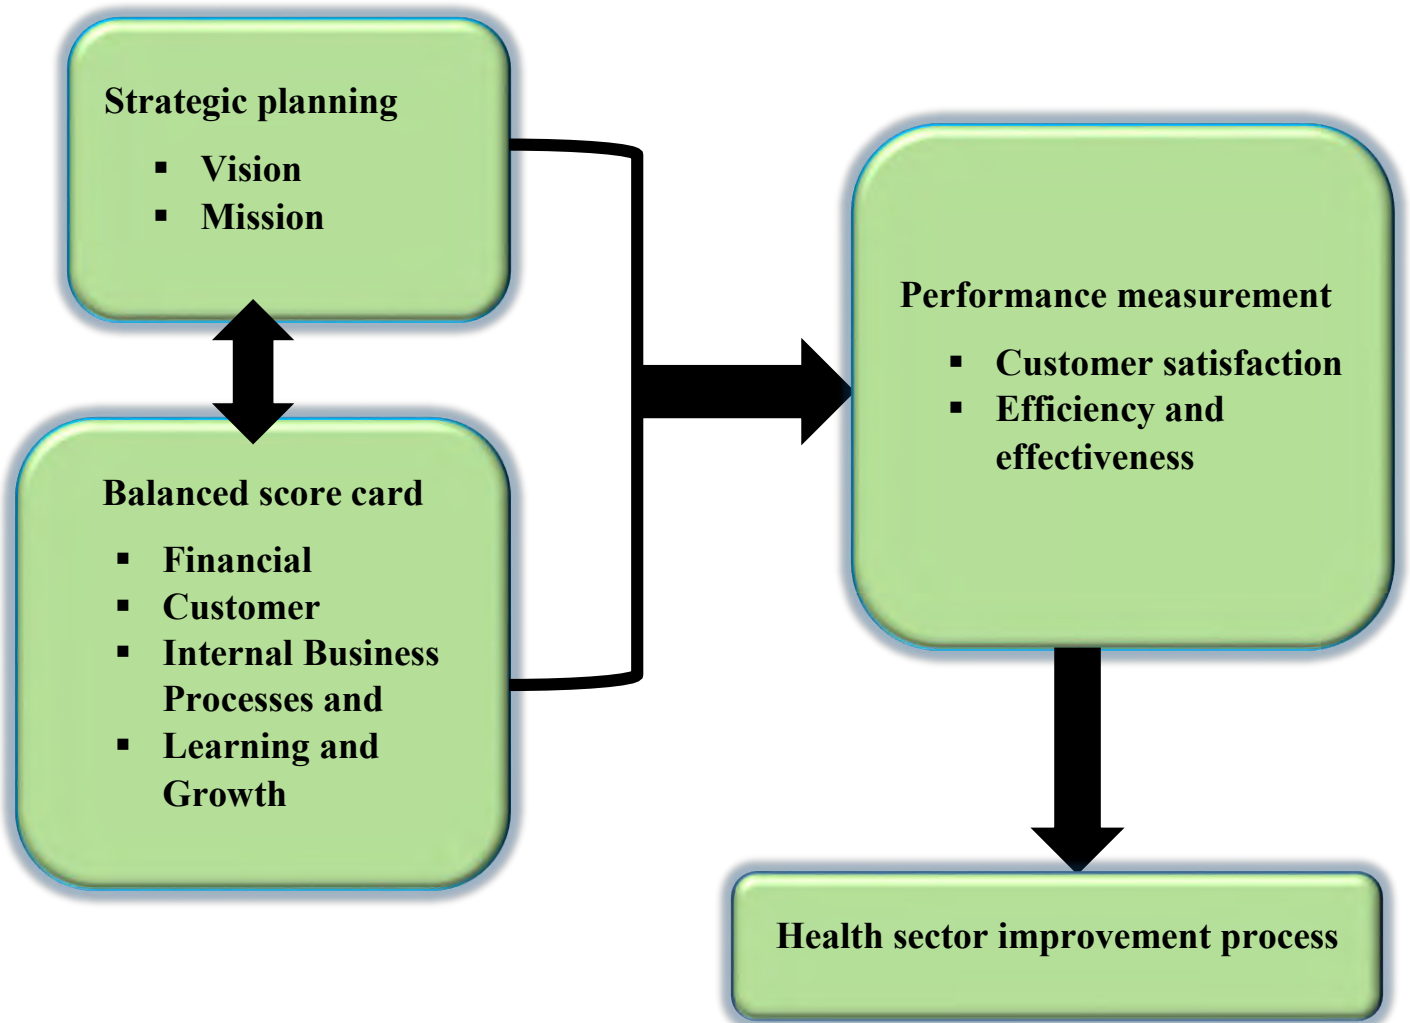 Strategic planning
▪ Vision
▪ Mission
Balanced score card
▪ Financial
▪ Customer
▪ Internal Business
Processes and
▪ Learning and
Growth
Performance measurement
▪ Customer satisfaction
▪ Efficiency and
effectiveness
Health sector improvement process